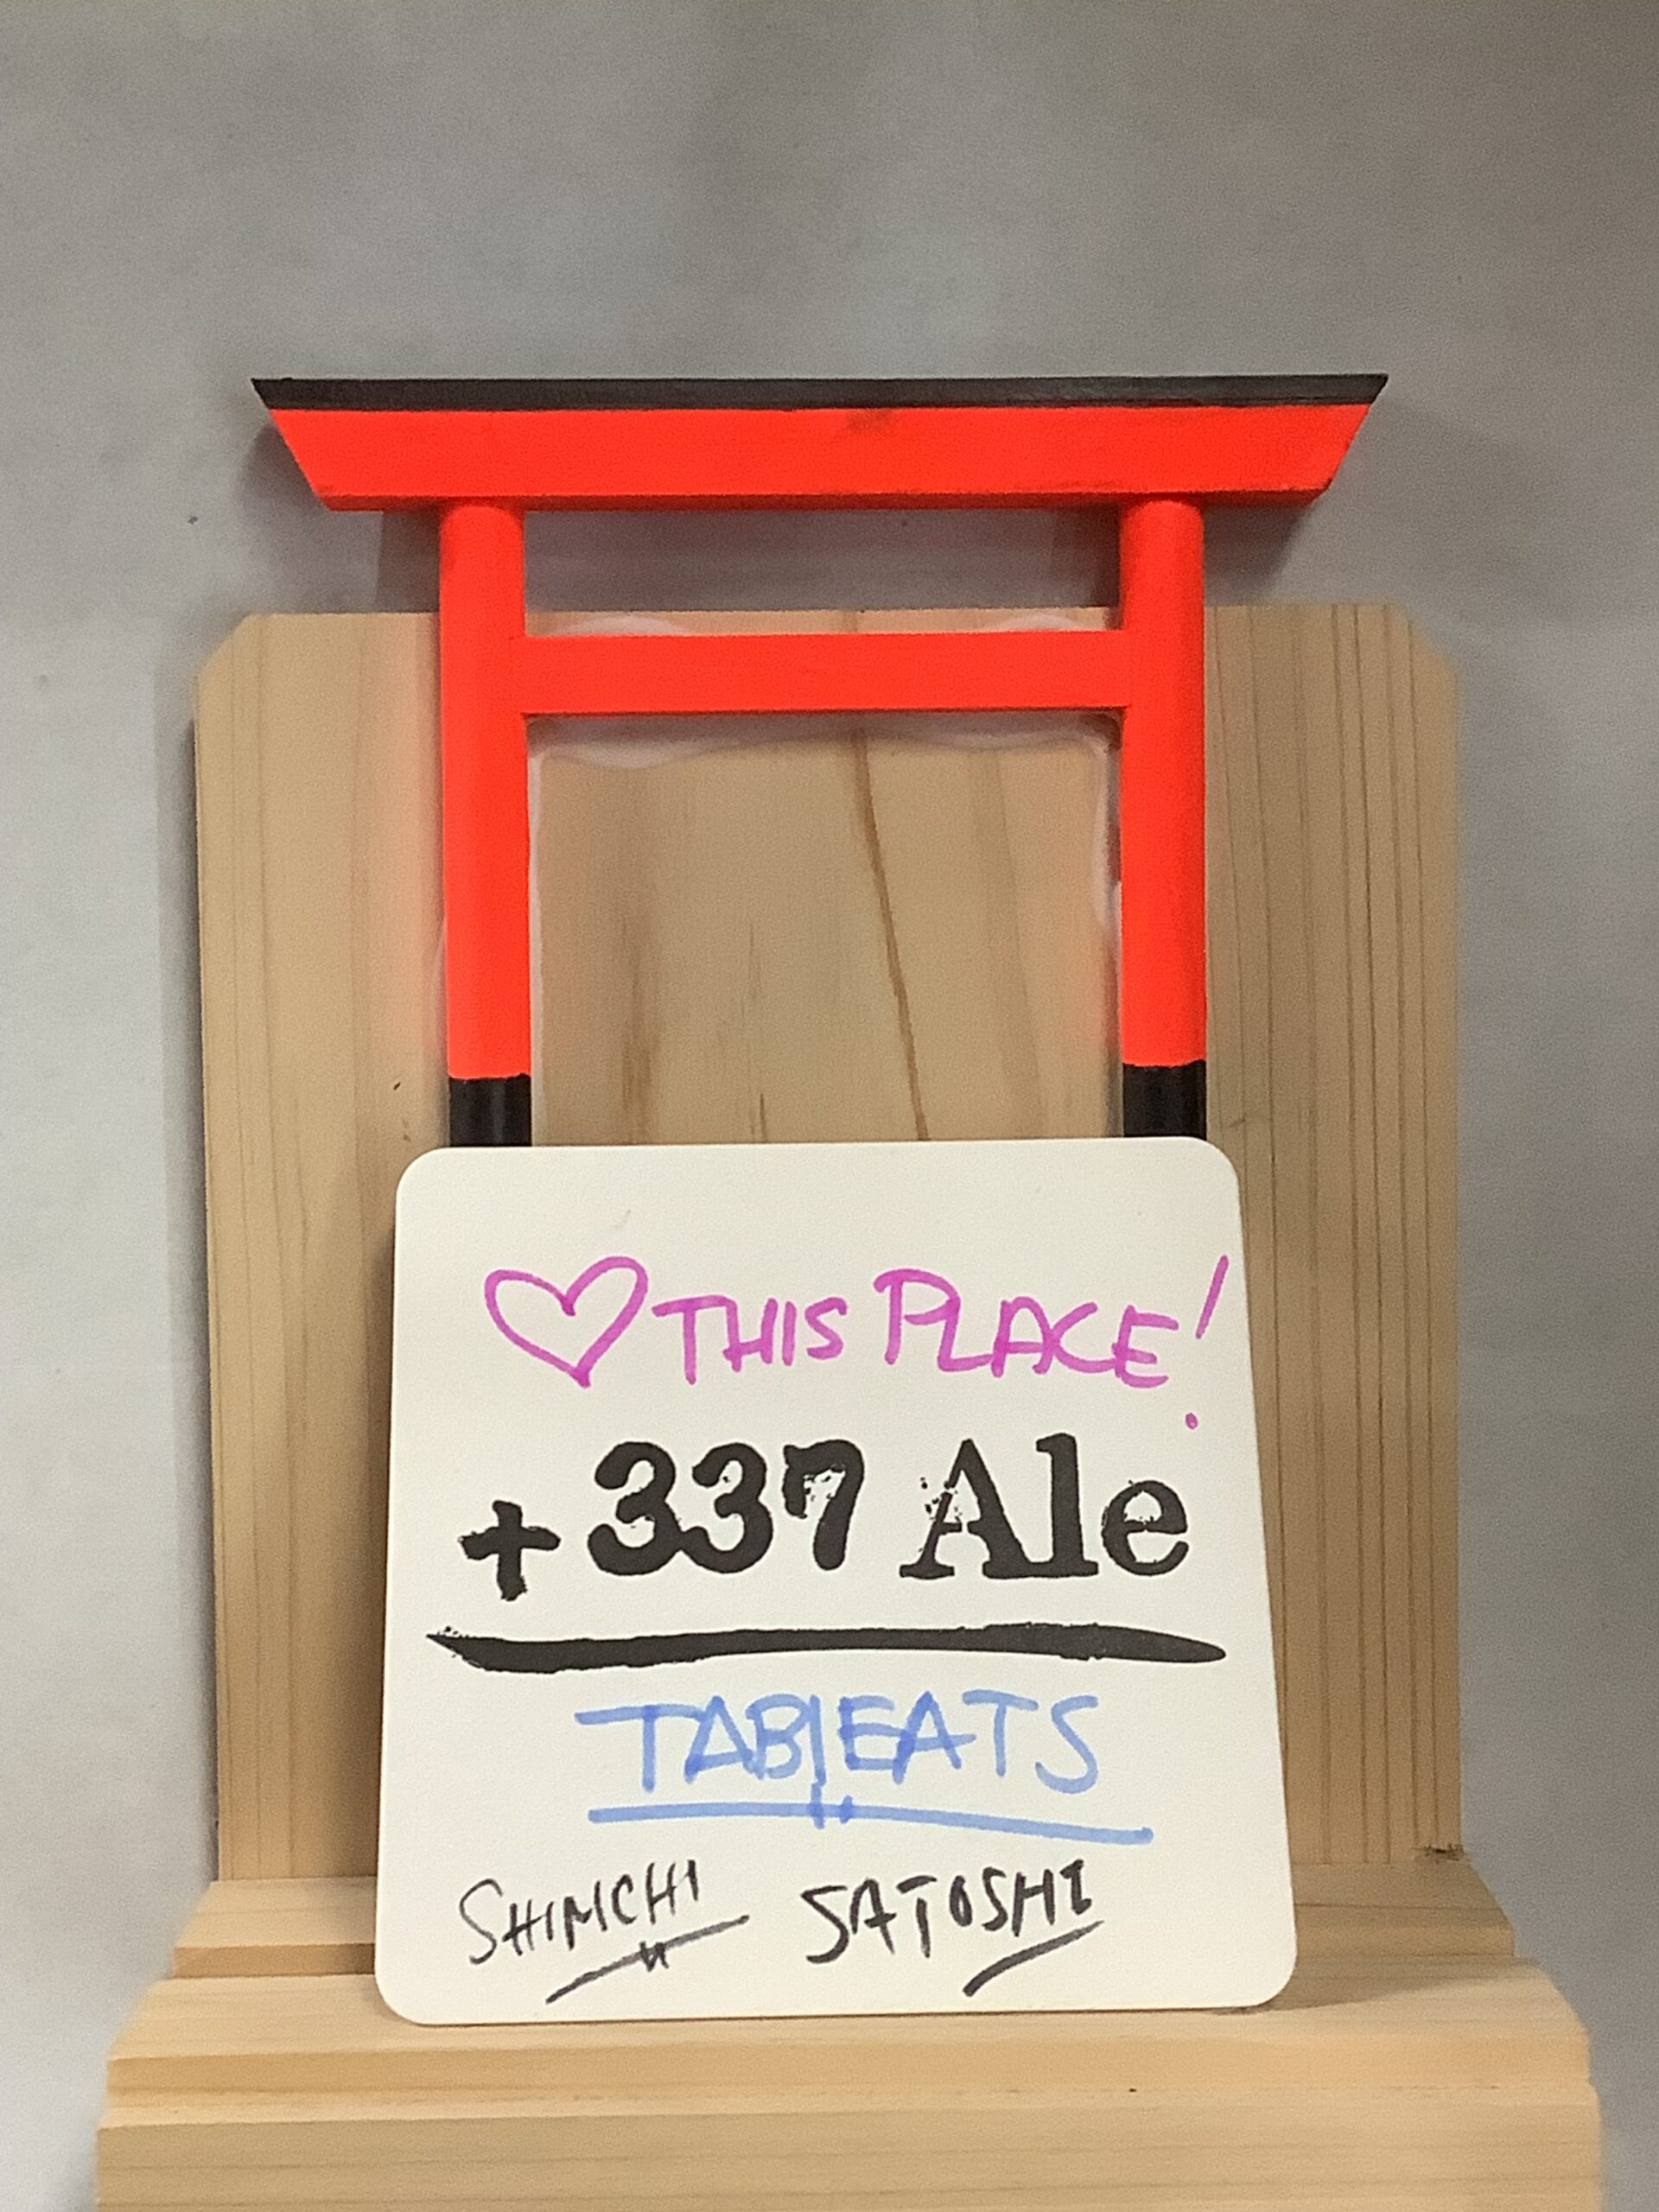 ♡ THIS PLACE!
+337 Ale
TABIEATS
SHINICHI SATOSHI